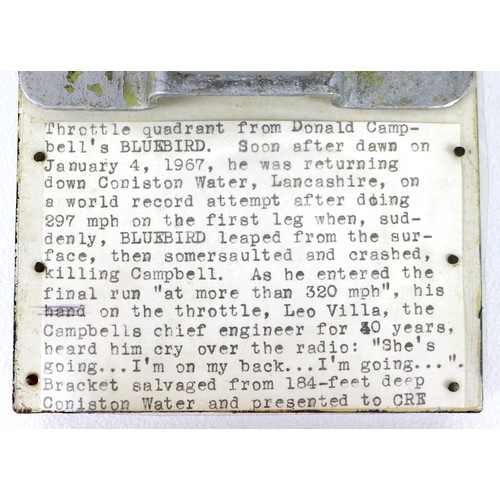 Throttle quadrant from Donald Camp-
bell's BLUEBIRD. Soon after dawn on
January 4, 1967, he was returning
down Coniston Water, Lancashire, on
a world record attempt after doing
297 mph on the first leg when, sud-
denly, BLUEBIRD leaped from the sur-
face, then somersaulted and crashed,
killing Campbell. As he entered the
final run "at more than 320 mph", his
hand on the throttle, Leo Villa, the
Campbells chief engineer for 40 years,
heard him cry over the radio: "She's
going...I'm on my back...I'm going...".
Bracket salvaged from 184-feet deep
Coniston Water and presented to CRE